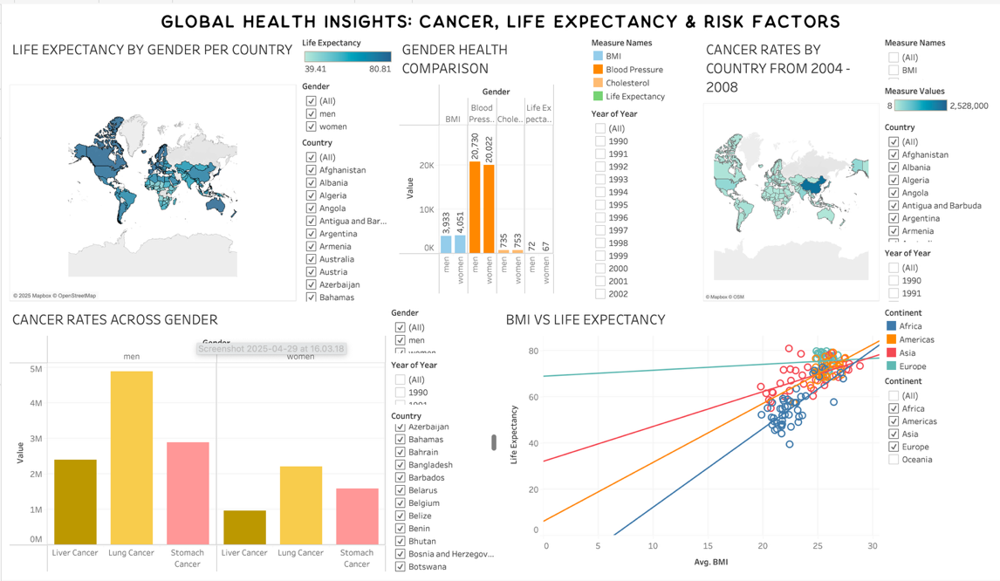 GLOBAL HEALTH INSIGHTS: CANCER, LIFE EXPECTANCY & RISK FACTORS
LIFE EXPECTANCY BY GENDER PER COUNTRY
© 2025 Mapbox © OpenStreetMap
Life Expectancy
39.41 80.81
Gender
(All)
men
women
Country
(All)
Afghanistan
Albania
Algeria
Angola
Antigua and Bar...
Argentina
Armenia
Australia
Austria
Azerbaijan
Bahamas
GENDER HEALTH
COMPARISON
Gender
BMI
Blood
Press..
Chole..
Life Ex
pecta..
Value
20K
10K
0K
3,933
4,051
20,730
20,022
735
753
72
67
men
women
men
women
men
women
men
women
Measure Names
BMI
Blood Pressure
Cholesterol
Life Expectancy
Year of Year
(All)
1990
1991
1992
1993
1994
1995
1996
1997
1998
1999
2000
2001
2002
CANCER RATES BY
COUNTRY FROM 2004 -
2008
© Mapbox © OSM
Measure Names
(All)
BMI
Measure Values
8 2,528,000
Country
(All)
Afghanistan
Albania
Algeria
Angola
Antigua and Barbuda
Argentina
Armenia
Year of Year
(All)
1990
1991
CANCER RATES ACROSS GENDER
Gender
Screenshot 2025-04-29 at 16.03.18
men
women
Value
5M
4M
3M
2M
1M
0M
Liver Cancer
Lung Cancer
Stomach
Cancer
Liver Cancer
Lung Cancer
Stomach
Cancer
Gender
(All)
men
women
Year of Year
(All)
1990
1991
Country
Azerbaijan
Bahamas
Bahrain
Bangladesh
Barbados
Belarus
Belgium
Belize
Benin
Bhutan
Bosnia and Herzegov...
Botswana
BMI VS LIFE EXPECTANCY
Life Expectancy
80
60
40
20
0
0 5 10 15 20 25 30
Avg. BMI
Continent
Africa
Americas
Asia
Europe
Continent
(All)
Africa
Americas
Asia
Europe
Oceania